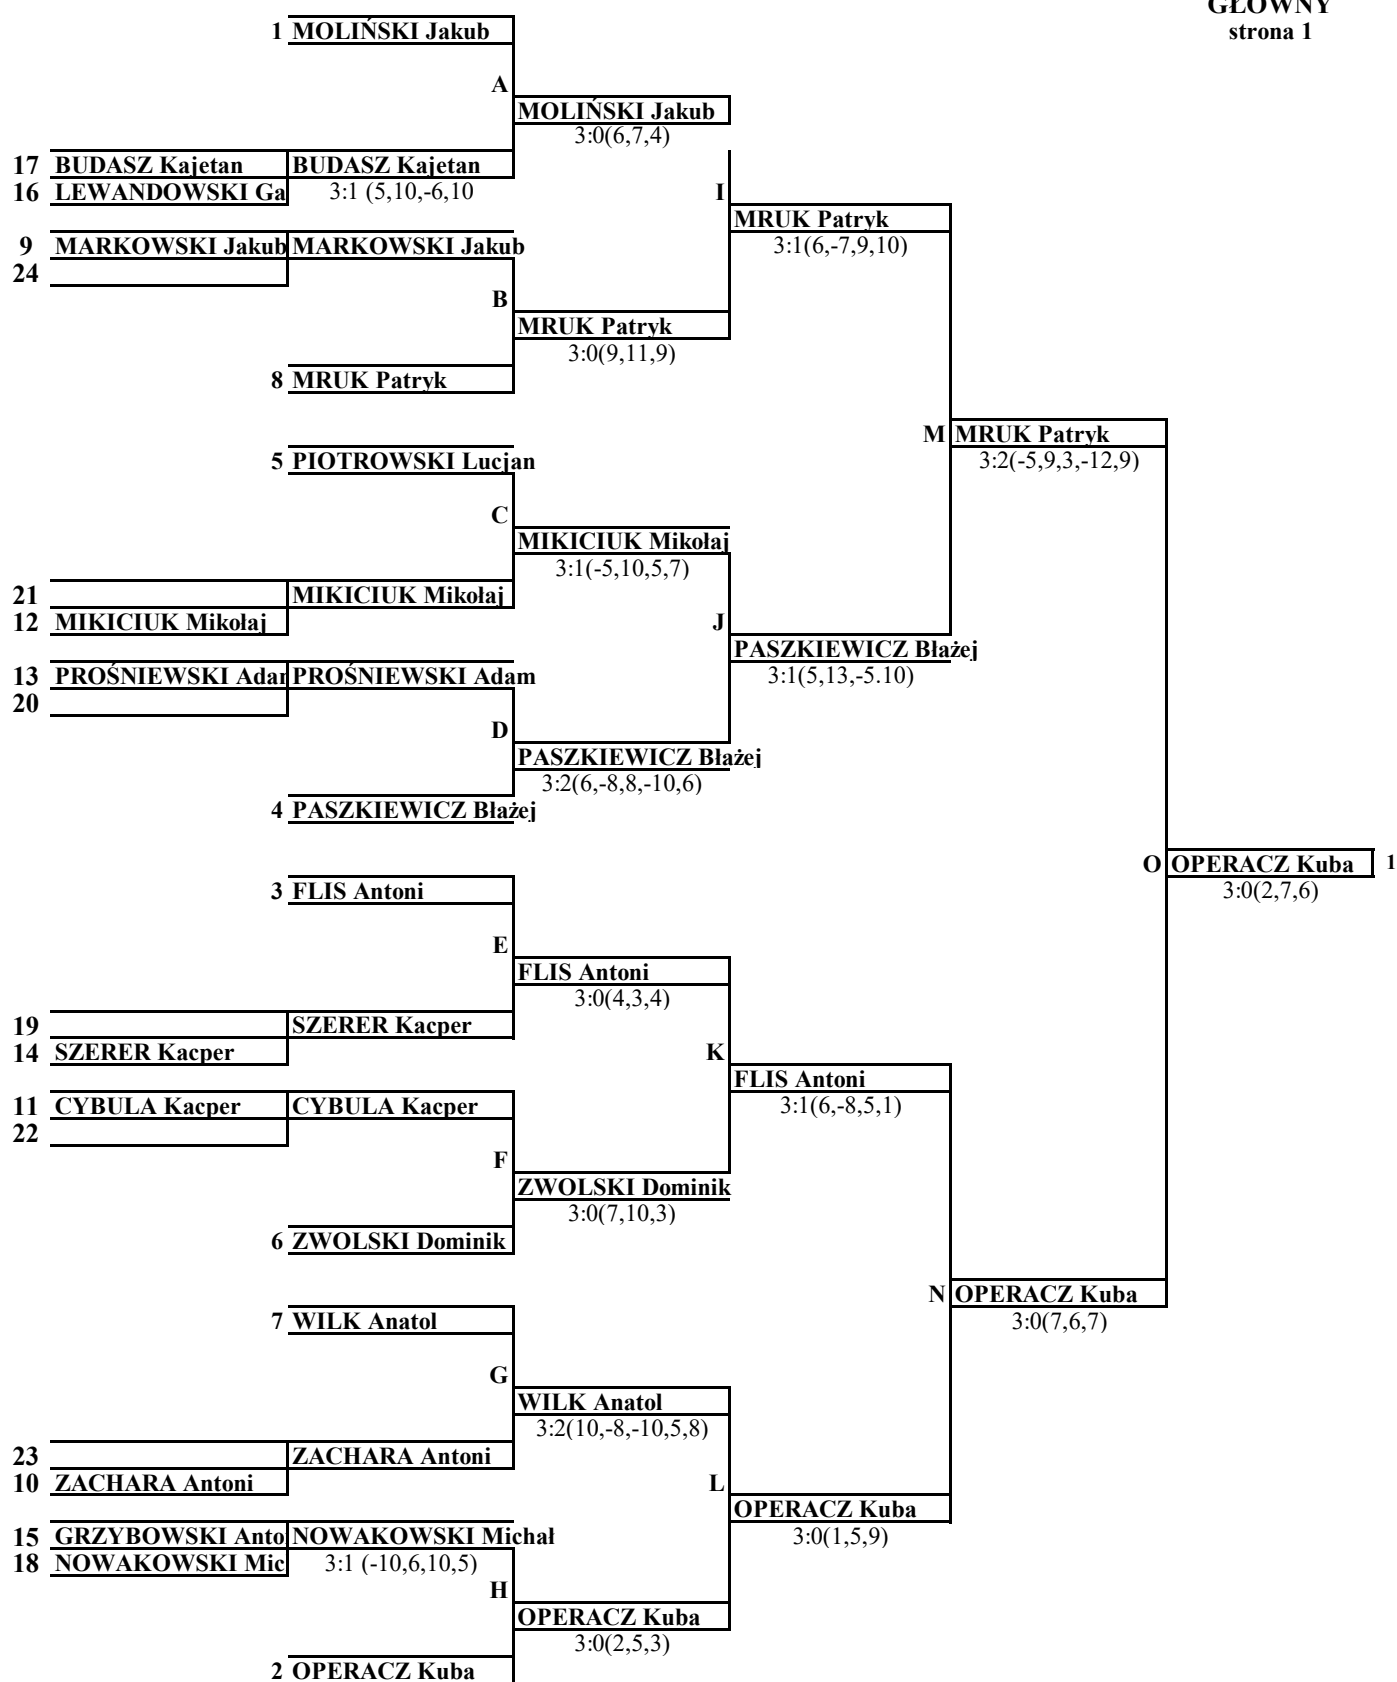 GŁÓWNY
strona 1
1 MOLIŃSKI Jakub
A
MOLIŃSKI Jakub
3:0(6,7,4)
17 BUDASZ Kajetan BUDASZ Kajetan
16 LEWANDOWSKI Ga 3:1 (5,10,-6,10
I
MRUK Patryk
3:1(6,-7,9,10)
9 MARKOWSKI Jakub MARKOWSKI Jakub
24
B
MRUK Patryk
3:0(9,11,9)
8 MRUK Patryk
M MRUK Patryk
3:2(-5,9,3,-12,9)
5 PIOTROWSKI Lucjan
C
MIKICIUK Mikołaj
3:1(-5,10,5,7)
21 MIKICIUK Mikołaj
12 MIKICIUK Mikołaj
J
PASZKIEWICZ Błażej
3:1(5,13,-5.10)
13 PROŚNIEWSKI Adar PROŚNIEWSKI Adam
20
D
PASZKIEWICZ Błażej
3:2(6,-8,8,-10,6)
4 PASZKIEWICZ Błażej
O OPERACZ Kuba 1
3:0(2,7,6)
3 FLIS Antoni
E
FLIS Antoni
3:0(4,3,4)
19 SZERER Kacper
14 SZERER Kacper
K
FLIS Antoni
3:1(6,-8,5,1)
11 CYBULA Kacper CYBULA Kacper
22
F
ZWOLSKI Dominik
3:0(7,10,3)
6 ZWOLSKI Dominik
N OPERACZ Kuba
3:0(7,6,7)
7 WILK Anatol
G
WILK Anatol
3:2(10,-8,-10,5,8)
23 ZACHARA Antoni
10 ZACHARA Antoni
L
OPERACZ Kuba
3:0(1,5,9)
15 GRZYBOWSKI Anto NOWAKOWSKI Michał
18 NOWAKOWSKI Mic 3:1 (-10,6,10,5)
H
OPERACZ Kuba
3:0(2,5,3)
2 OPERACZ Kuba